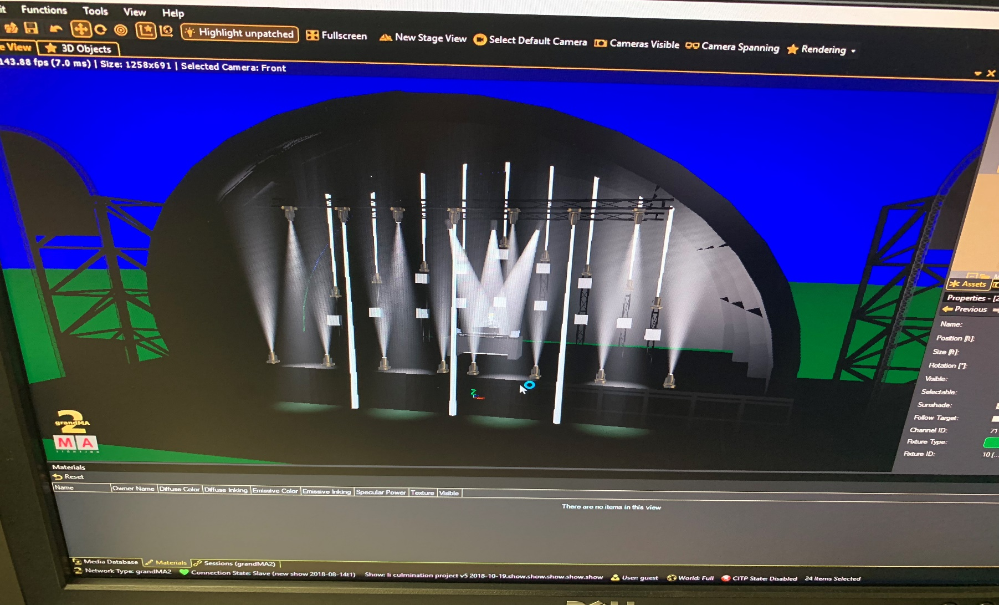 Functions Tools View Help
Highlight unpatched Fullscreen New Stage View Select Default Camera Cameras Visible Camera Spanning Rendering
View 3D Objects
143.88 fps (7.0 ms) | Size: 1258x691 | Selected Camera: Front
Assets
Properties - [2
Previous
Name:
Position [ft]:
Size [ft]:
Rotation [°]:
Visible:
Selectable:
Sunshade:
Follow Target:
Channel ID: 71
Fixture Type:
Fixture ID: 10 [...
Z
2
grandMA
MA
LIGHTING
Materials
Reset
Name Owner Name Diffuse Color Diffuse Inking Emissive Color Emissive Inking Specular Power Texture Visible
There are no items in this view
Media Database Materials Sessions (grandMA2)
Network Type: grandMA2 Connection State: Slave (new show 2018-08-14t1) Show: li culmination project v5 2018-10-19.show.show.show.show.show User: guest World: Full CITP State: Disabled 24 Items Selected
DELL